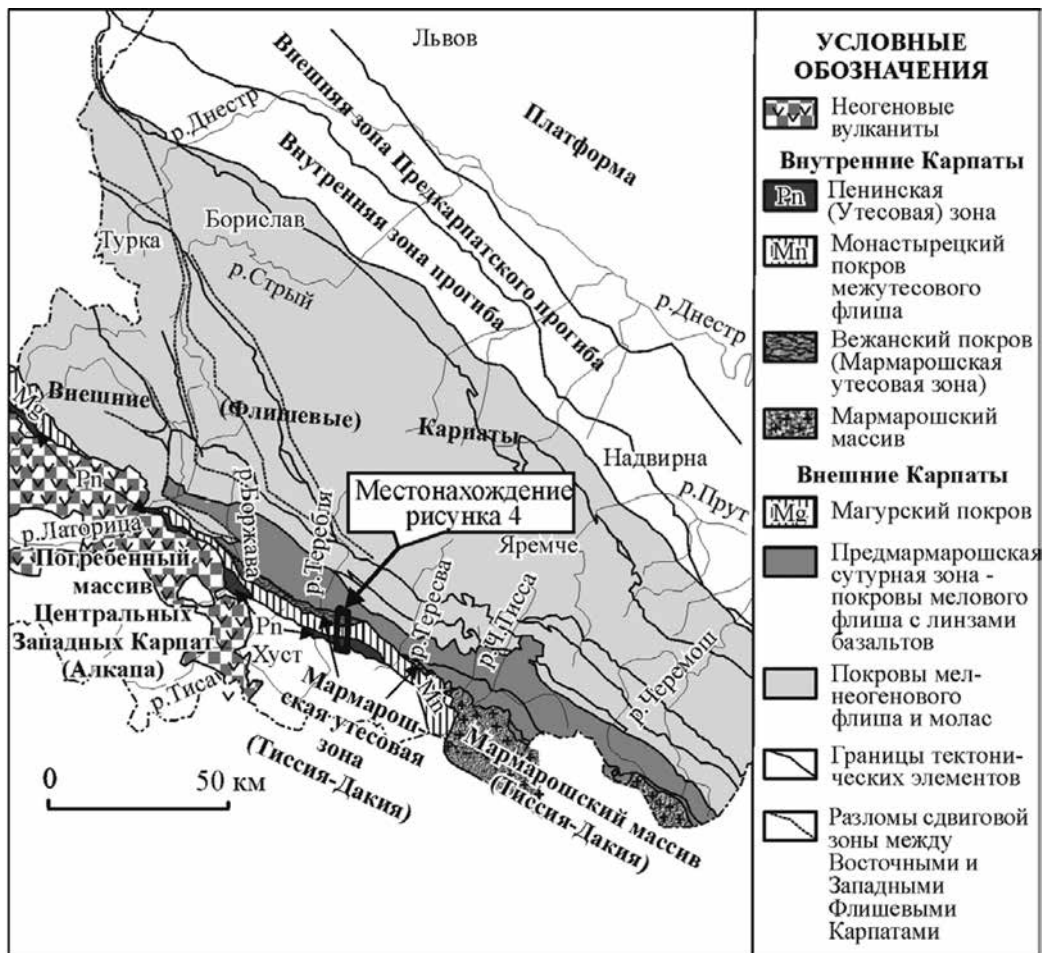 Львов
р.Днестр
Внешняя зона Предкарпатского прогиба
Платформа
Внутренняя зона прогиба
Борислав
Турка
р.Стрый
р.Днестр
Внешние
(Флишевые)
Карпаты
Надвирна
р.Прут
Mg
Pn
р.Латорица
р.Боржава
р.Теребля
Местонахождение
рисунка 4
Яремче
р.Тересва
р.Ч.Тисса
р.Черемош
Погребенный
массив
Центральных
Западных Карпат
(Алкапа)
Pn
Хуст
р.Тиса
Мармарош-
ская утесовая
зона
(Тиссия-Дакия)
Mn
Мармарошский массив
(Тиссия-Дакия)
0 50 км
УСЛОВНЫЕ
ОБОЗНАЧЕНИЯ
Неогеновые
вулканиты
Внутренние Карпаты
Pn
Пенинская
(Утесовая) зона
Mn
Монастырецкий
покров
межутесового
флиша
Вежанский покров
(Мармарошская
утесовая зона)
Мармарошский
массив
Внешние Карпаты
Mg
Магурский покров
Предмармарошская
сутурная зона -
покровы мелового
флиша с линзами
базальтов
Покровы мел-
неогенового
флиша и молас
Границы тектони-
ческих элементов
Разломы сдвиговой
зоны между
Восточными и
Западными
Флишевыми
Карпатами